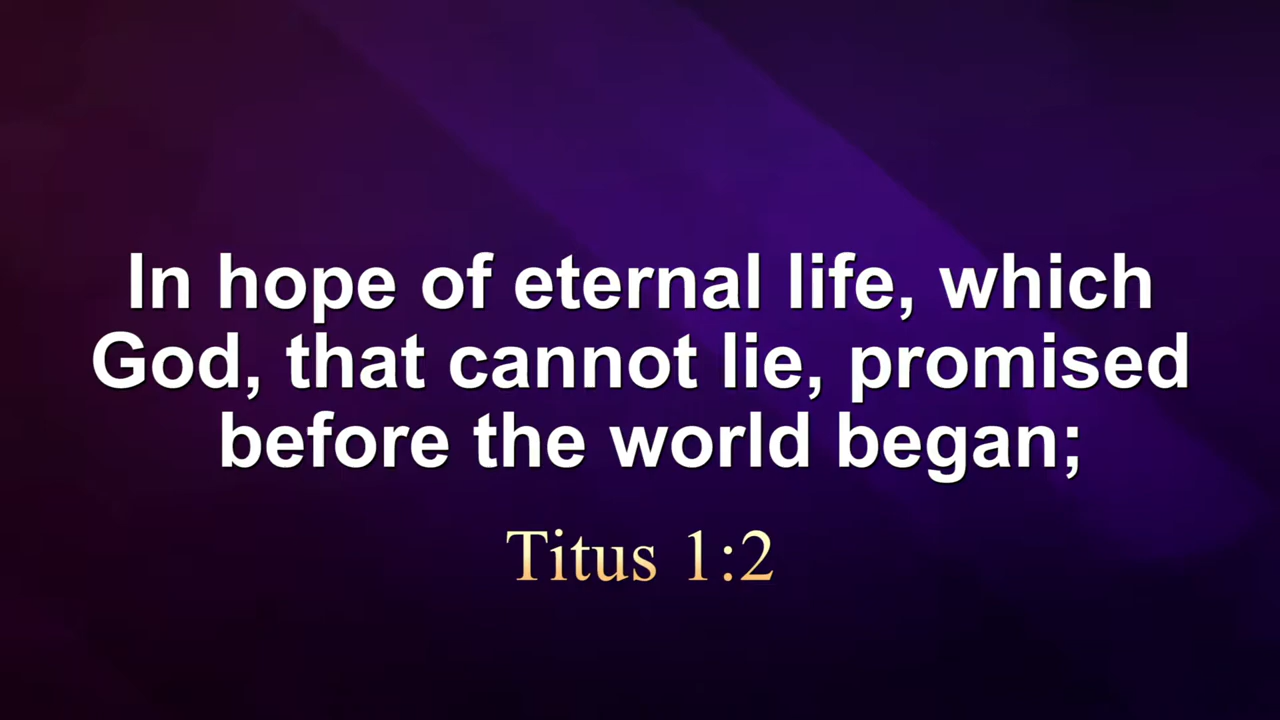 In hope of eternal life, which
God, that cannot lie, promised
before the world began;
Titus 1:2